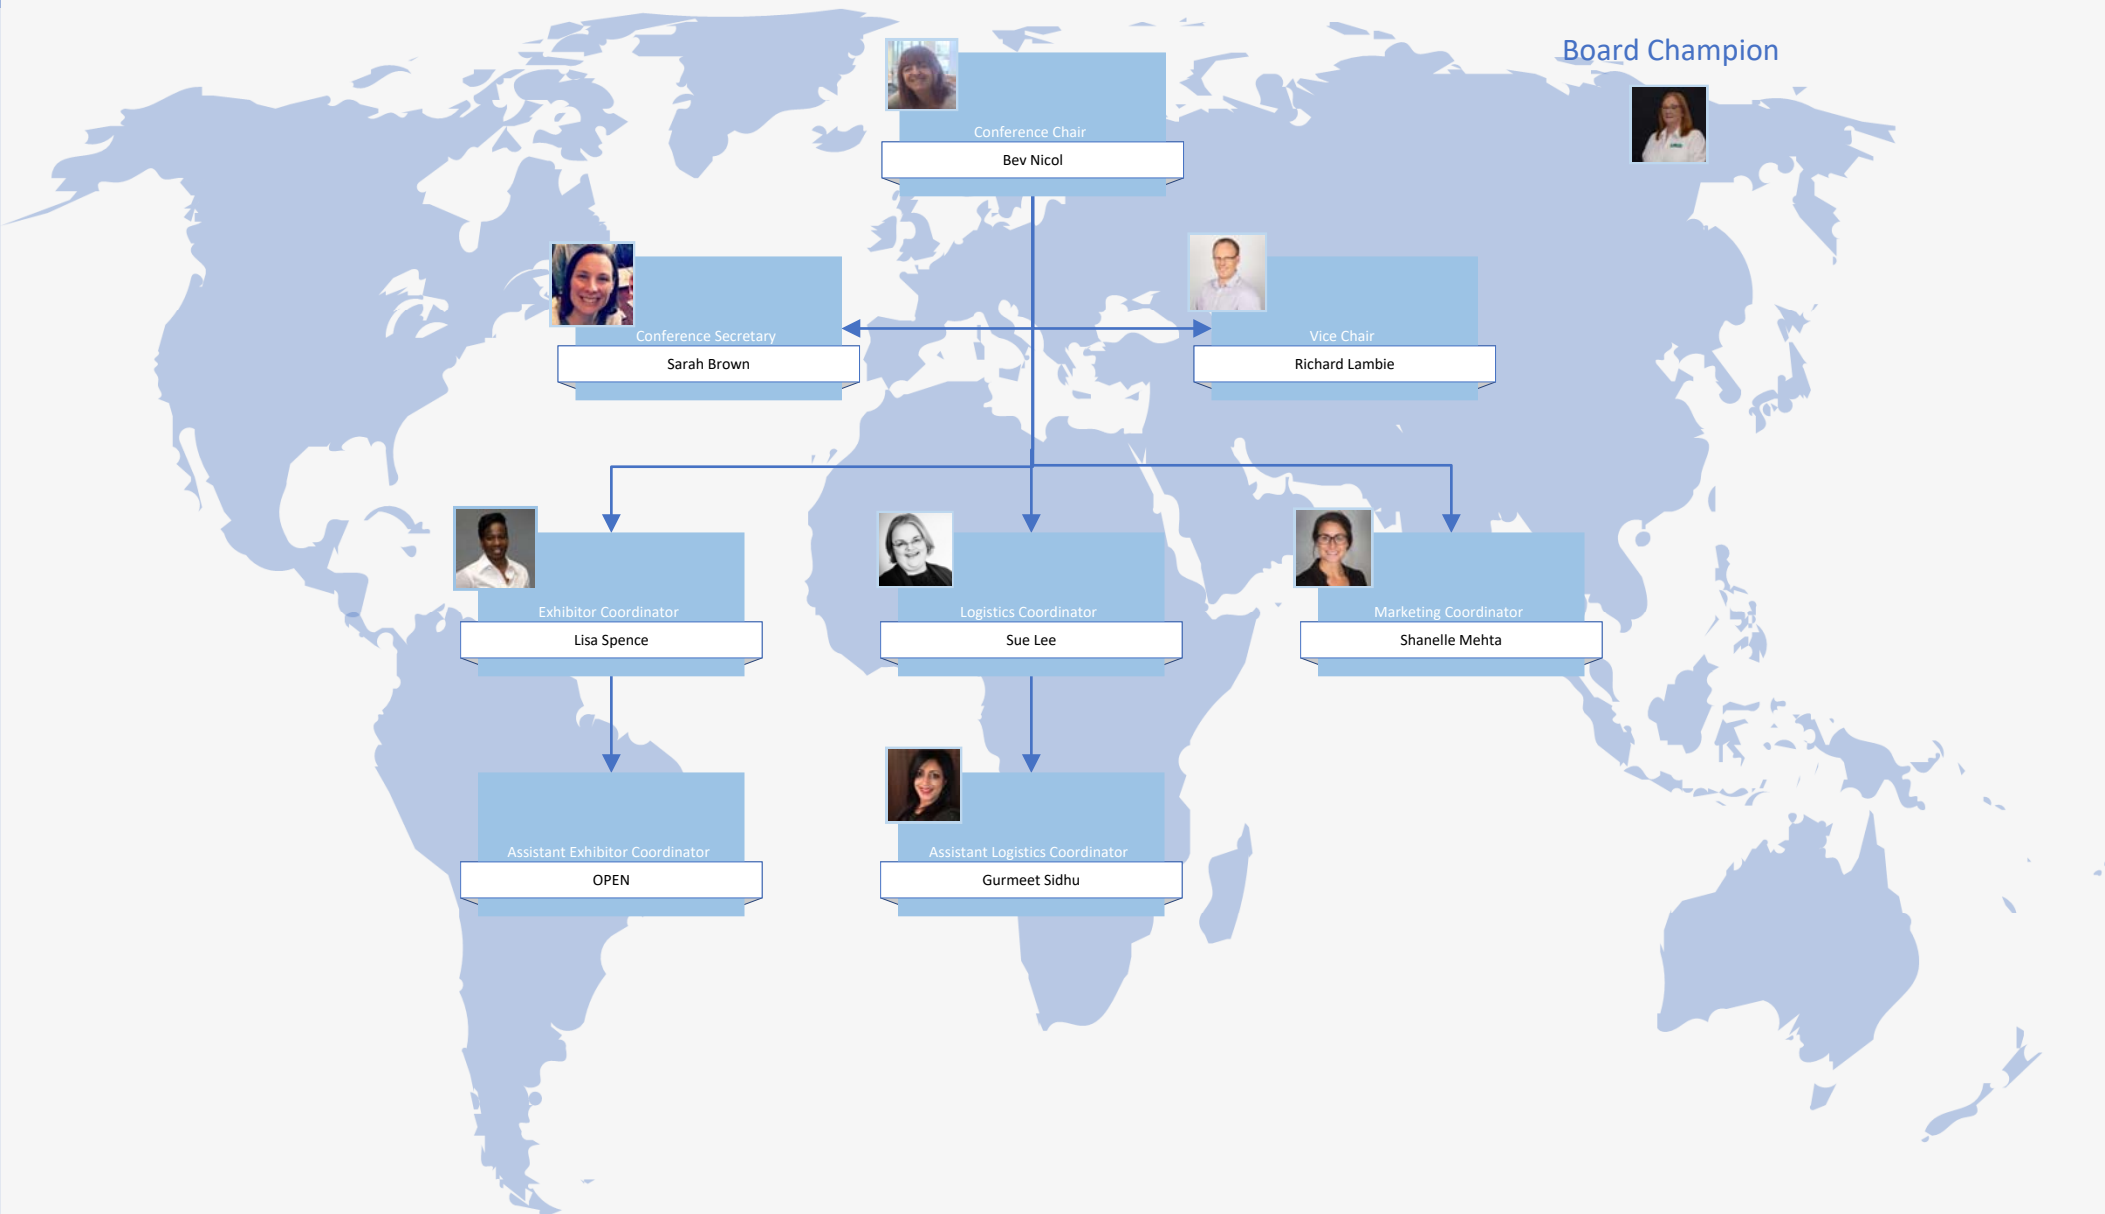 Board Champion
Conference Chair
Bev Nicol
Conference Secretary
Sarah Brown
Vice Chair
Richard Lambie
Exhibitor Coordinator
Lisa Spence
Logistics Coordinator
Sue Lee
Marketing Coordinator
Shanelle Mehta
Assistant Exhibitor Coordinator
OPEN
Assistant Logistics Coordinator
Gurmeet Sidhu